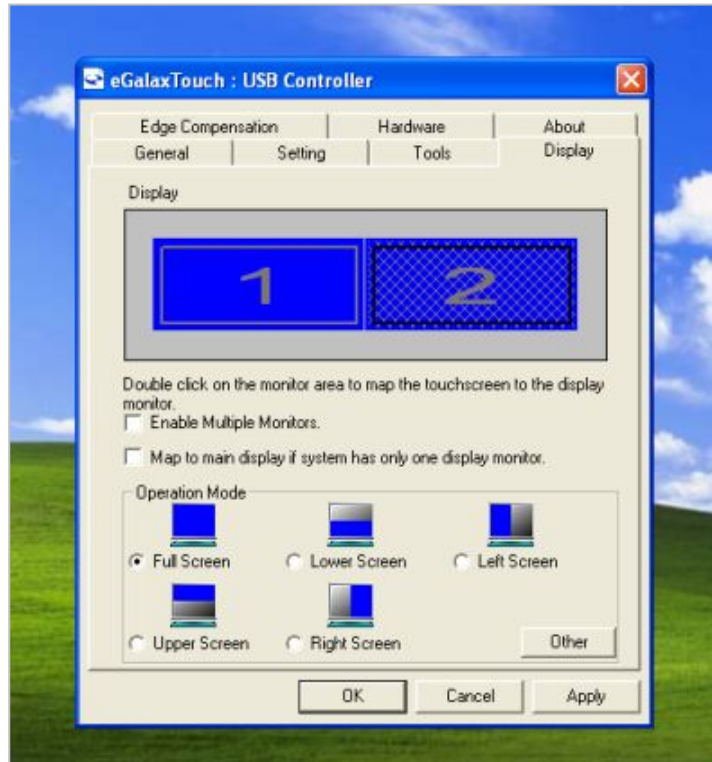 eGalaxTouch : USB Controller
Edge Compensation Hardware About
General Setting Tools Display
Display
1 2
Double click on the monitor area to map the touchscreen to the display
monitor.
Enable Multiple Monitors.
Map to main display if system has only one display monitor.
Operation Mode
Full Screen Lower Screen Left Screen
Upper Screen Right Screen Other
OK Cancel Apply